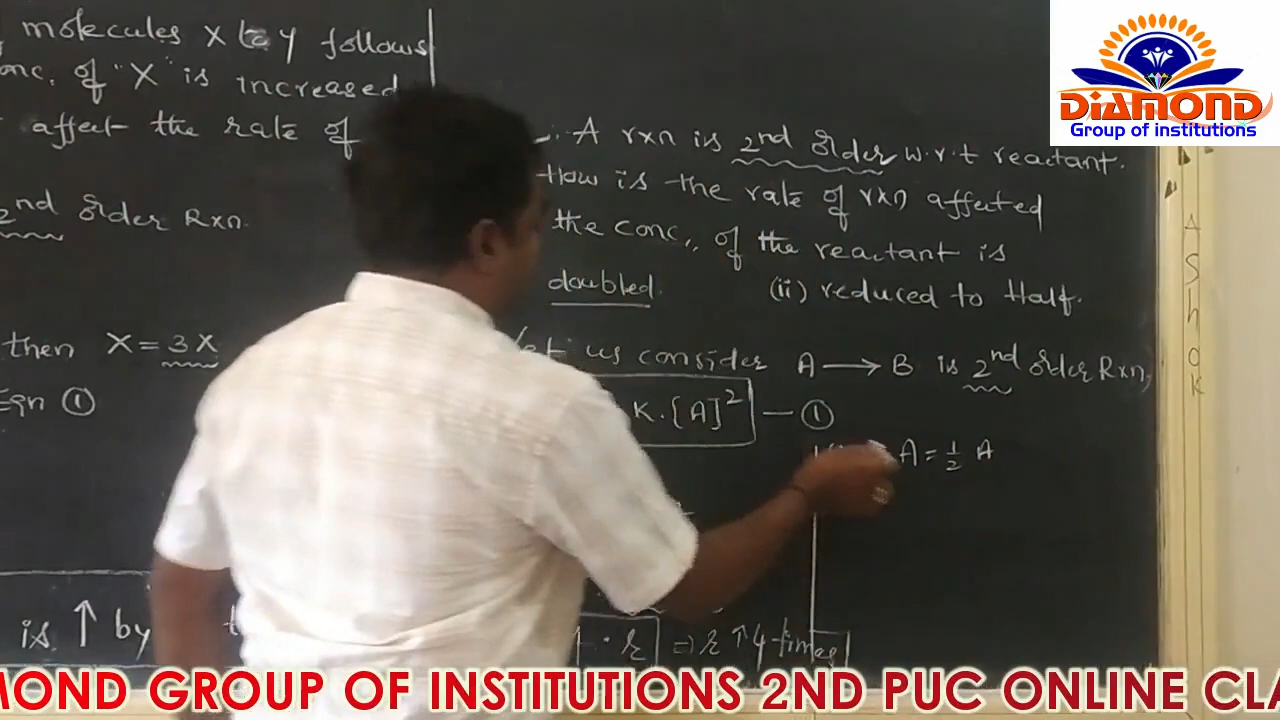 molecules X to Y follows
conc. of "X" is increased
affect the rate of
2nd order Rxn.
then X = 3X
Eqn ①
is ↑ by
A rxn is 2nd order w.r.t reactant.
How is the rate of rxn affected
the conc., of the reactant is
doubled. (ii) reduced to Half.
Let us consider A → B is 2nd order Rxn,
K.[A]² — ①
A = 1/2 A
⇒ r ↑ 4 times
Ashok
DIAMOND
Group of institutions
MOND GROUP OF INSTITUTIONS 2ND PUC ONLINE CLA